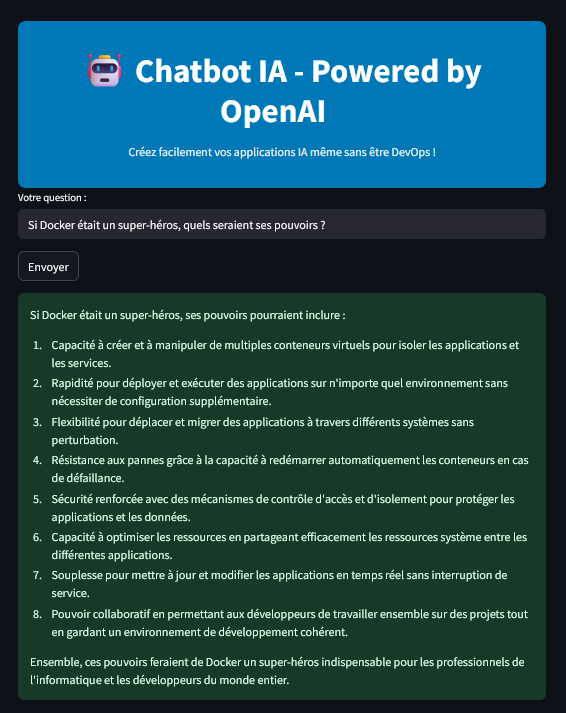 Chatbot IA - Powered by
OpenAI
Créez facilement vos applications IA même sans être DevOps !
Votre question :
Si Docker était un super-héros, quels seraient ses pouvoirs ?
Envoyer
Si Docker était un super-héros, ses pouvoirs pourraient inclure :
1. Capacité à créer et à manipuler de multiples conteneurs virtuels pour isoler les applications et
les services.
2. Rapidité pour déployer et exécuter des applications sur n'importe quel environnement sans
nécessiter de configuration supplémentaire.
3. Flexibilité pour déplacer et migrer des applications à travers différents systèmes sans
perturbation.
4. Résistance aux pannes grâce à la capacité à redémarrer automatiquement les conteneurs en cas
de défaillance.
5. Sécurité renforcée avec des mécanismes de contrôle d'accès et d'isolement pour protéger les
applications et les données.
6. Capacité à optimiser les ressources en partageant efficacement les ressources système entre les
différentes applications.
7. Souplesse pour mettre à jour et modifier les applications en temps réel sans interruption de
service.
8. Pouvoir collaboratif en permettant aux développeurs de travailler ensemble sur des projets tout
en gardant un environnement de développement cohérent.
Ensemble, ces pouvoirs feraient de Docker un super-héros indispensable pour les professionnels de
l'informatique et les développeurs du monde entier.